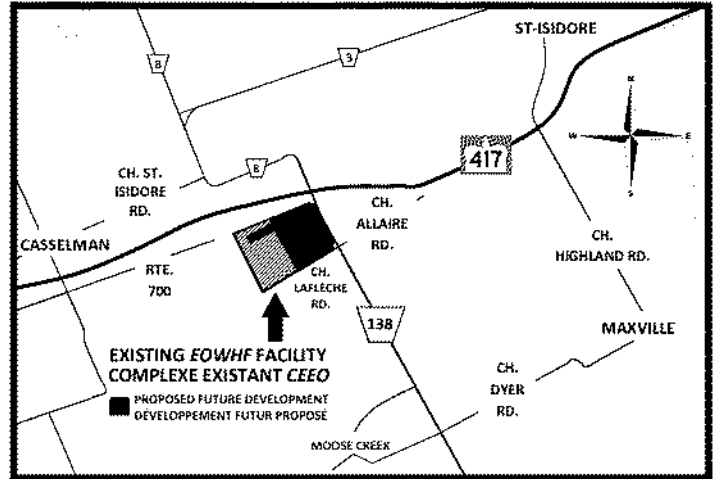 ST-ISIDORE
8
3
N
W
E
S
417
CH. ST.
ISIDORE
RD.
8
CH.
ALLAIRE
RD.
CASSELMAN
RTE.
700
CH.
LAFLÈCHE
RD.
CH.
HIGHLAND RD.
138
MAXVILLE
EXISTING EOWHF FACILITY
COMPLEXE EXISTANT CEEO
PROPOSED FUTURE DEVELOPMENT
DÉVELOPPEMENT FUTUR PROPOSÉ
CH.
DYER
RD.
MOOSE CREEK